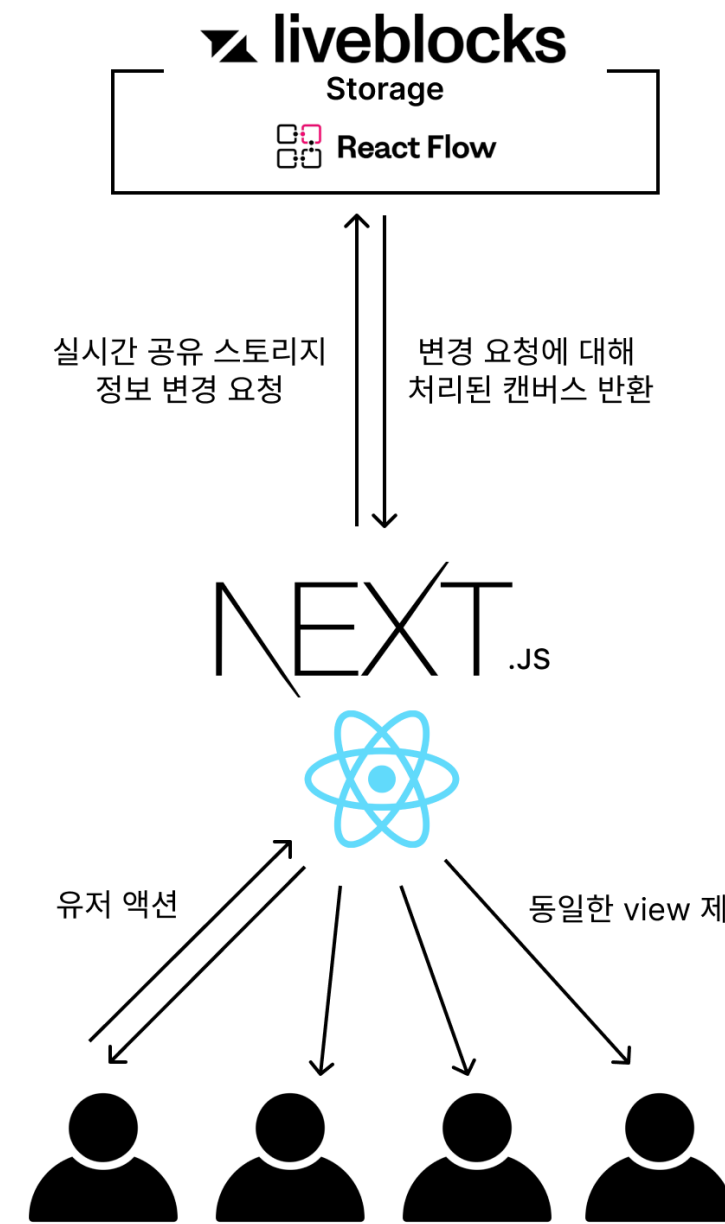 liveblocks
Storage
React Flow
실시간 공유 스토리지
정보 변경 요청
변경 요청에 대해
처리된 캔버스 반환
NEXT.JS
유저 액션
동일한 view 제